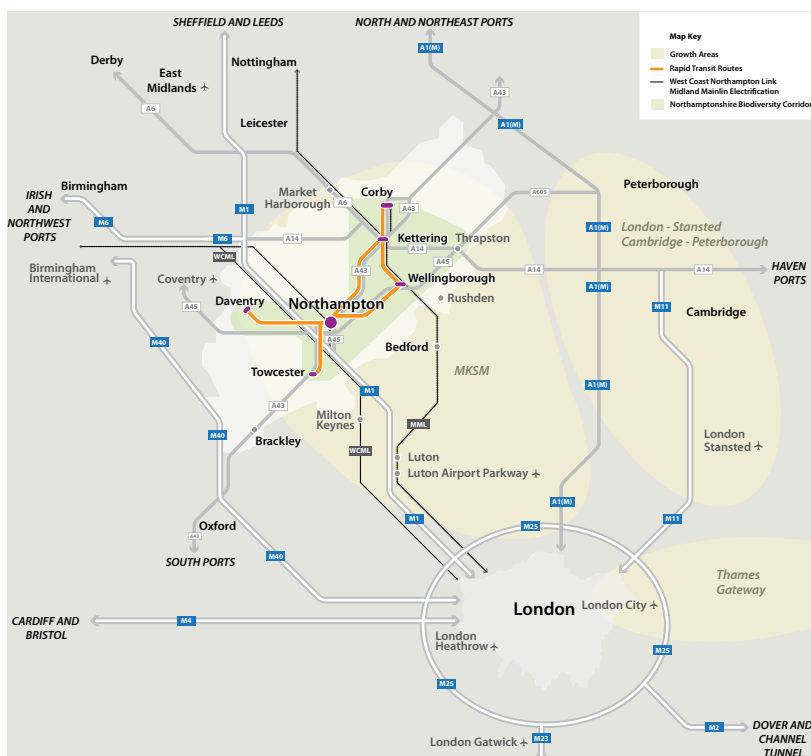 SHEFFIELD AND LEEDS
NORTH AND NORTHEAST PORTS
Map Key
Growth Areas
Rapid Transit Routes
West Coast Northampton Link
Midland Mainlin Electrification
Northamptonshire Biodiversity Corridor
A1(M)
Derby
East
Midlands
Nottingham
A6
A43
Leicester
A1(M)
Birmingham
IRISH
AND
NORTHWEST
PORTS
M6
M1
Market
Harborough
A6
Corby
A43
A605
Peterborough
A1(M)
London - Stansted
Cambridge - Peterborough
M6
A14
Kettering
A14
Thrapston
WCML
Birmingham
International
Coventry
A43
A45
A14
A14
HAVEN
PORTS
Wellingborough
A1(M)
Daventry
Northampton
Rushden
M11
Cambridge
A45
A45
M40
Bedford
Towcester
MKSM
M1
A1(M)
A43
Milton
Keynes
MML
M40
Brackley
WCML
London
Stansted
Luton
Luton Airport Parkway
A1(M)
M1
M25
M11
Oxford
A43
SOUTH PORTS
M40
Thames
Gateway
London
London City
CARDIFF AND
BRISTOL
M4
London
Heathrow
M25
M25
M2
DOVER AND
CHANNEL
TUNNEL
London Gatwick
M23